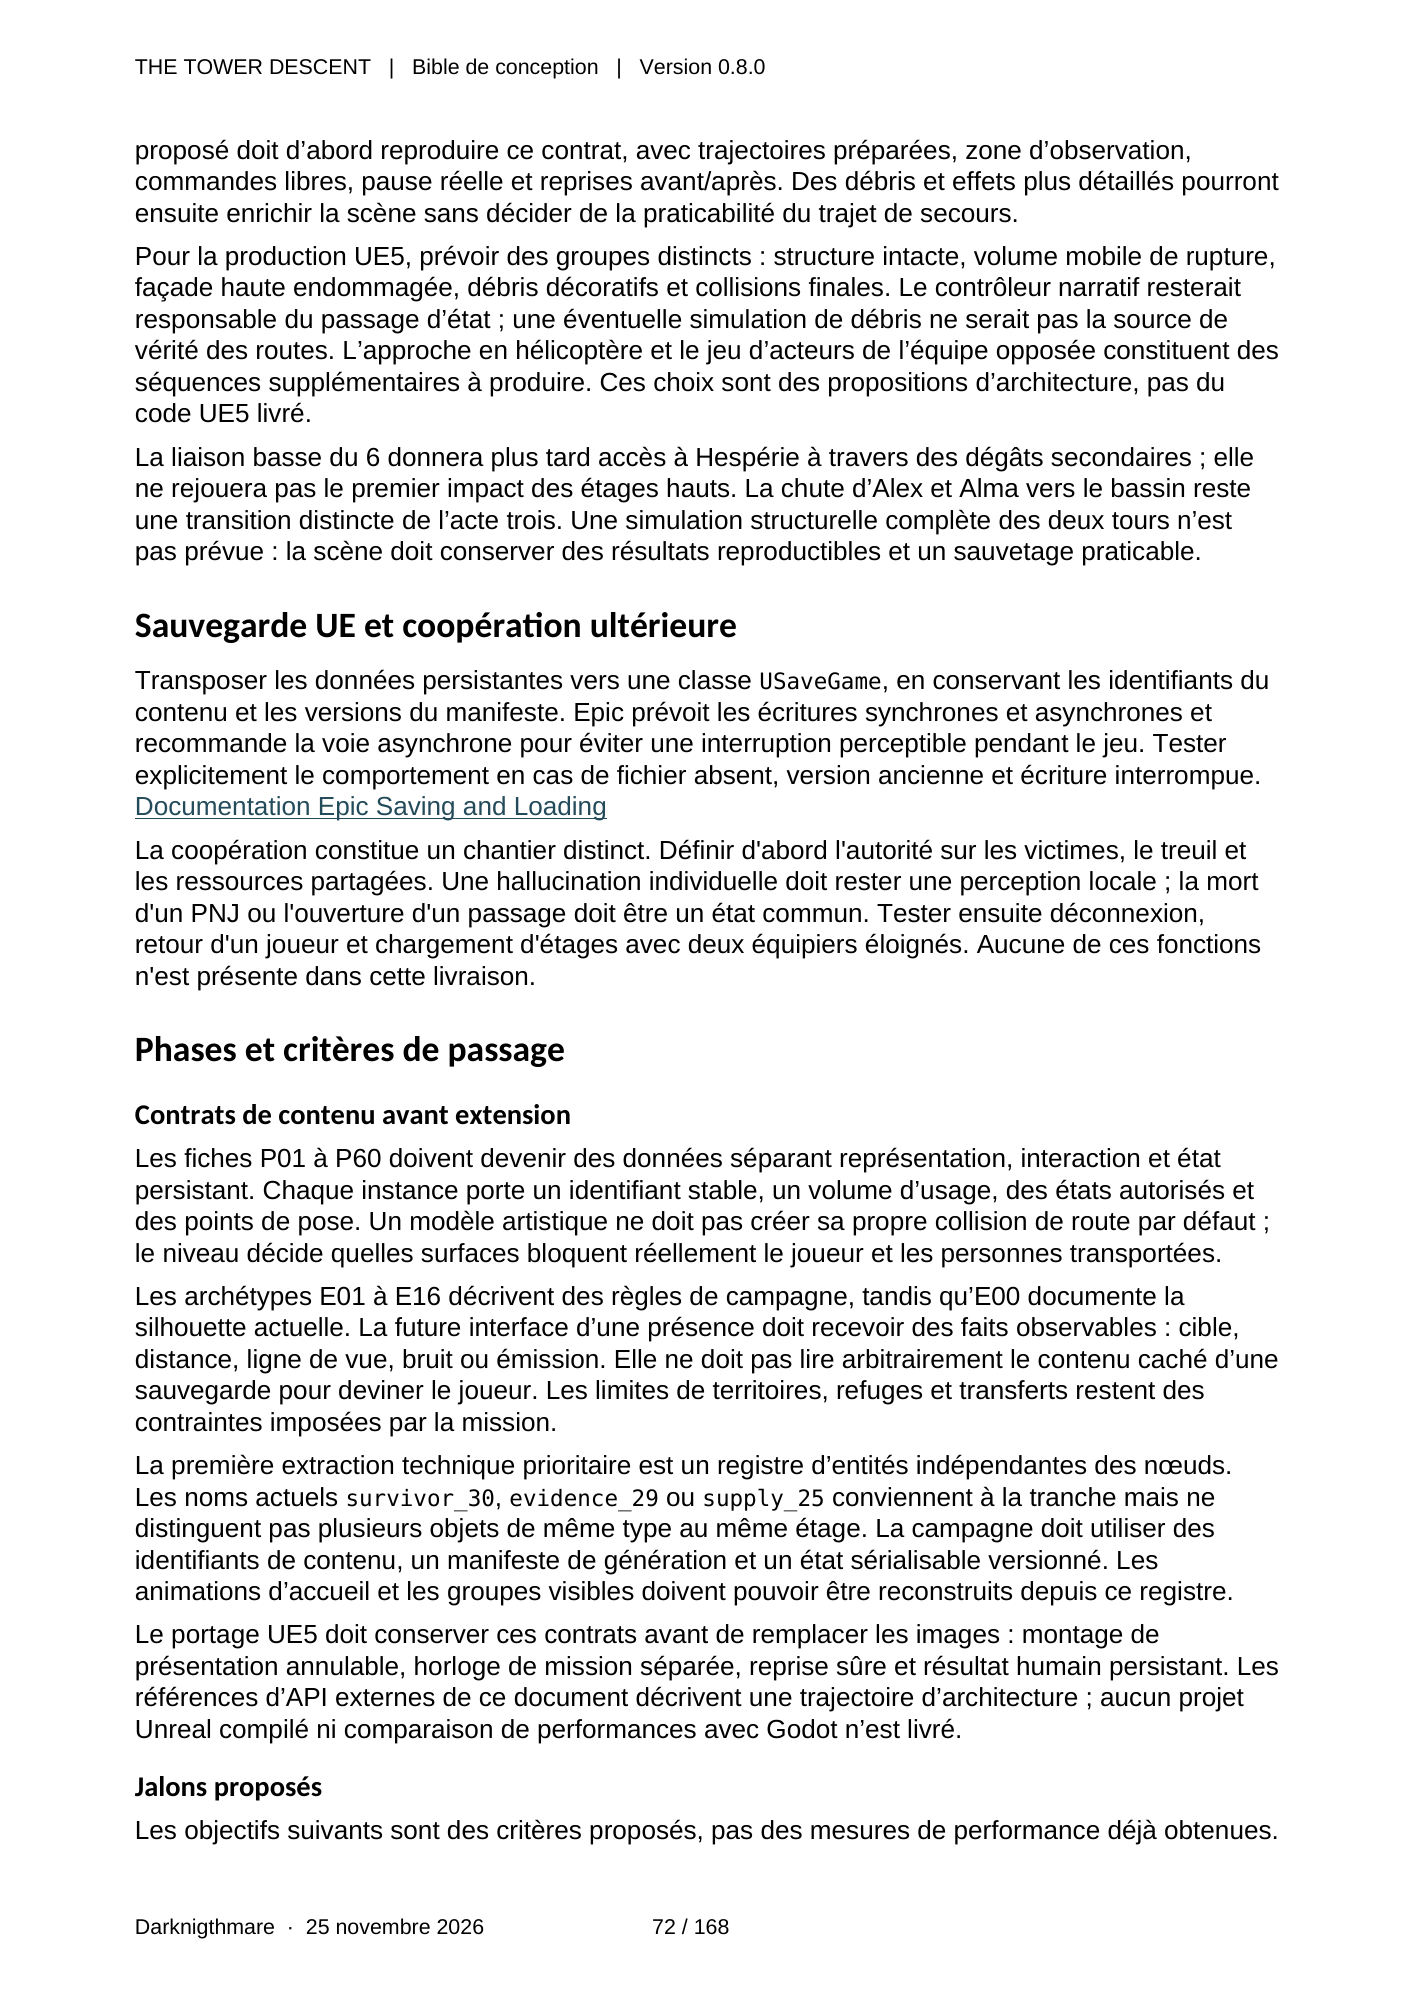 THE TOWER DESCENT | Bible de conception | Version 0.8.0
proposé doit d’abord reproduire ce contrat, avec trajectoires préparées, zone d’observation,
commandes libres, pause réelle et reprises avant/après. Des débris et effets plus détaillés pourront
ensuite enrichir la scène sans décider de la praticabilité du trajet de secours.
Pour la production UE5, prévoir des groupes distincts : structure intacte, volume mobile de rupture,
façade haute endommagée, débris décoratifs et collisions finales. Le contrôleur narratif resterait
responsable du passage d’état ; une éventuelle simulation de débris ne serait pas la source de
vérité des routes. L’approche en hélicoptère et le jeu d’acteurs de l’équipe opposée constituent des
séquences supplémentaires à produire. Ces choix sont des propositions d’architecture, pas du
code UE5 livré.
La liaison basse du 6 donnera plus tard accès à Hespérie à travers des dégâts secondaires ; elle
ne rejouera pas le premier impact des étages hauts. La chute d’Alex et Alma vers le bassin reste
une transition distincte de l’acte trois. Une simulation structurelle complète des deux tours n’est
pas prévue : la scène doit conserver des résultats reproductibles et un sauvetage praticable.
Sauvegarde UE et coopération ultérieure
Transposer les données persistantes vers une classe USaveGame, en conservant les identifiants du
contenu et les versions du manifeste. Epic prévoit les écritures synchrones et asynchrones et
recommande la voie asynchrone pour éviter une interruption perceptible pendant le jeu. Tester
explicitement le comportement en cas de fichier absent, version ancienne et écriture interrompue.
Documentation Epic Saving and Loading
La coopération constitue un chantier distinct. Définir d'abord l'autorité sur les victimes, le treuil et
les ressources partagées. Une hallucination individuelle doit rester une perception locale ; la mort
d'un PNJ ou l'ouverture d'un passage doit être un état commun. Tester ensuite déconnexion,
retour d'un joueur et chargement d'étages avec deux équipiers éloignés. Aucune de ces fonctions
n'est présente dans cette livraison.
Phases et critères de passage
Contrats de contenu avant extension
Les fiches P01 à P60 doivent devenir des données séparant représentation, interaction et état
persistant. Chaque instance porte un identifiant stable, un volume d’usage, des états autorisés et
des points de pose. Un modèle artistique ne doit pas créer sa propre collision de route par défaut ;
le niveau décide quelles surfaces bloquent réellement le joueur et les personnes transportées.
Les archétypes E01 à E16 décrivent des règles de campagne, tandis qu’E00 documente la
silhouette actuelle. La future interface d’une présence doit recevoir des faits observables : cible,
distance, ligne de vue, bruit ou émission. Elle ne doit pas lire arbitrairement le contenu caché d’une
sauvegarde pour deviner le joueur. Les limites de territoires, refuges et transferts restent des
contraintes imposées par la mission.
La première extraction technique prioritaire est un registre d’entités indépendantes des nœuds.
Les noms actuels survivor_30, evidence_29 ou supply_25 conviennent à la tranche mais ne
distinguent pas plusieurs objets de même type au même étage. La campagne doit utiliser des
identifiants de contenu, un manifeste de génération et un état sérialisable versionné. Les
animations d’accueil et les groupes visibles doivent pouvoir être reconstruits depuis ce registre.
Le portage UE5 doit conserver ces contrats avant de remplacer les images : montage de
présentation annulable, horloge de mission séparée, reprise sûre et résultat humain persistant. Les
références d’API externes de ce document décrivent une trajectoire d’architecture ; aucun projet
Unreal compilé ni comparaison de performances avec Godot n’est livré.
Jalons proposés
Les objectifs suivants sont des critères proposés, pas des mesures de performance déjà obtenues.
Darknigthmare · 25 novembre 2026 72 / 168